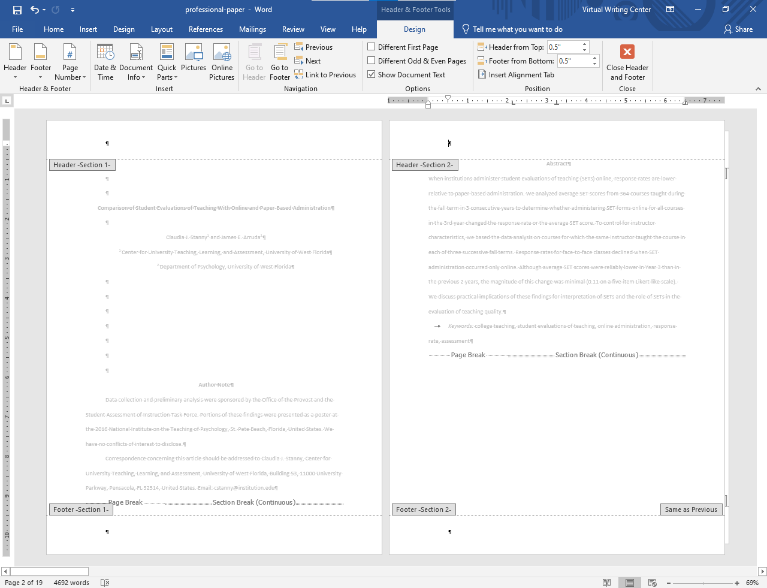 professional-paper - Word
Header & Footer Tools
Virtual Writing Center
File Home Insert Design Layout References Mailings Review View Help Design Tell me what you want to do Share
Header Footer Page Number
Header & Footer
Date & Time Document Info Quick Parts Pictures Online Pictures
Insert
Go to Header Go to Footer Previous
Next
Link to Previous
Navigation
Different First Page
Different Odd & Even Pages
Show Document Text
Options
Header from Top: 0.5"
Footer from Bottom: 0.5"
Insert Alignment Tab
Position
Close Header and Footer
Close
Header -Section 1-
Comparison of Student Evaluations of Teaching With Online and Paper-Based Administration¶
Claudia J. Stanny¹ and James E. Arruda²¶
¹Center for University Teaching, Learning, and Assessment, University of West Florida¶
²Department of Psychology, University of West Florida¶
Author Note¶
Data collection and preliminary analysis were sponsored by the Office of the Provost and the
Student Assessment of Instruction Task Force. Portions of these findings were presented as a poster at
the 2016 National Institute on the Teaching of Psychology, St. Pete Beach, Florida, United States. We
have no conflicts of interest to disclose.¶
Correspondence concerning this article should be addressed to Claudia J. Stanny, Center for
University Teaching, Learning, and Assessment, University of West Florida, Building 53, 11000 University
Parkway, Pensacola, FL 32514, United States. Email: cstanny@institution.edu¶
Page Break Section Break (Continuous)
Footer -Section 1-
Header -Section 2-
Abstract¶
When institutions administer student evaluations of teaching (SETs) online, response rates are lower
relative to paper-based administration. We analyzed average SET scores from 364 courses taught during
the fall term in 3 consecutive years to determine whether administering SET forms online for all courses
in the 3rd year changed the response rate or the average SET score. To control for instructor
characteristics, we based the data analysis on courses for which the same instructor taught the course in
each of three successive fall terms. Response rates for face-to-face classes declined when SET
administration occurred only online. Although average SET scores were reliably lower in Year 3 than in
the previous 2 years, the magnitude of this change was minimal (0.11 on a five-item Likert-like scale).
We discuss practical implications of these findings for interpretation of SETs and the role of SETs in the
evaluation of teaching quality.¶
Keywords: college teaching, student evaluations of teaching, online administration, response
rate, assessment¶
Page Break Section Break (Continuous)
Footer -Section 2-
Same as Previous
Page 2 of 19 4692 words
69%